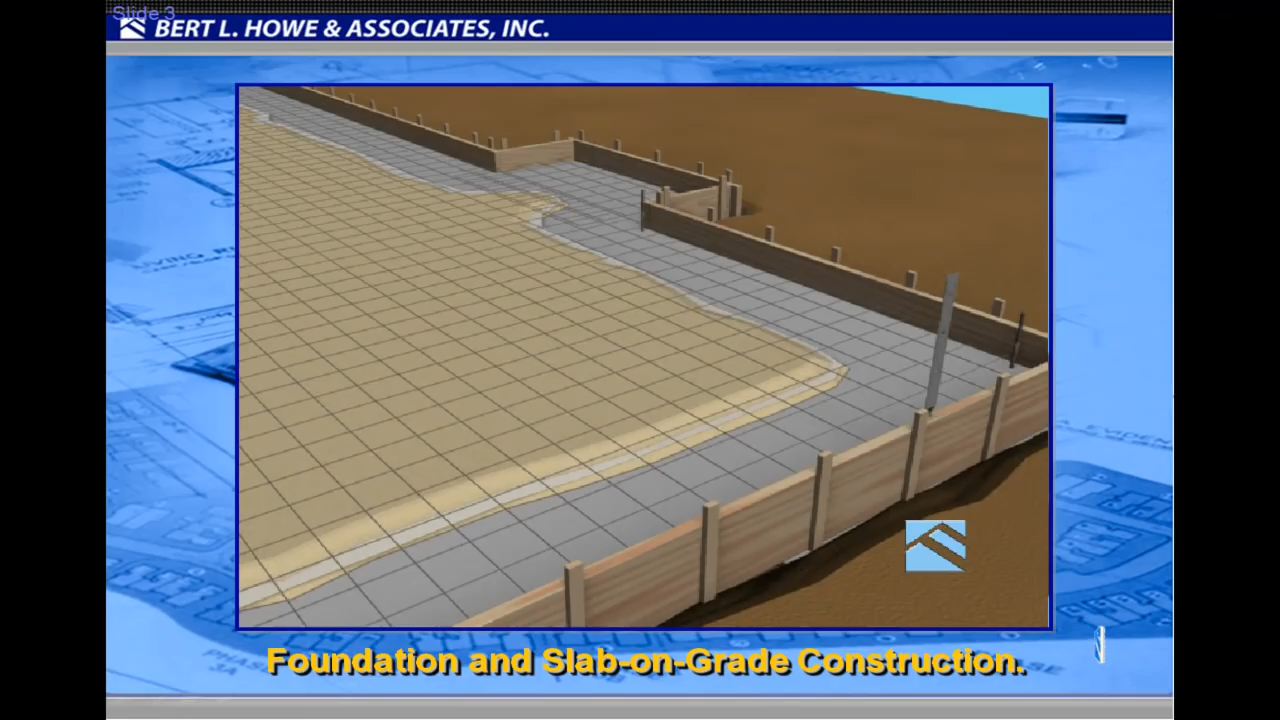 Slide 3
BERT L. HOWE & ASSOCIATES, INC.
Foundation and Slab-on-Grade Construction.